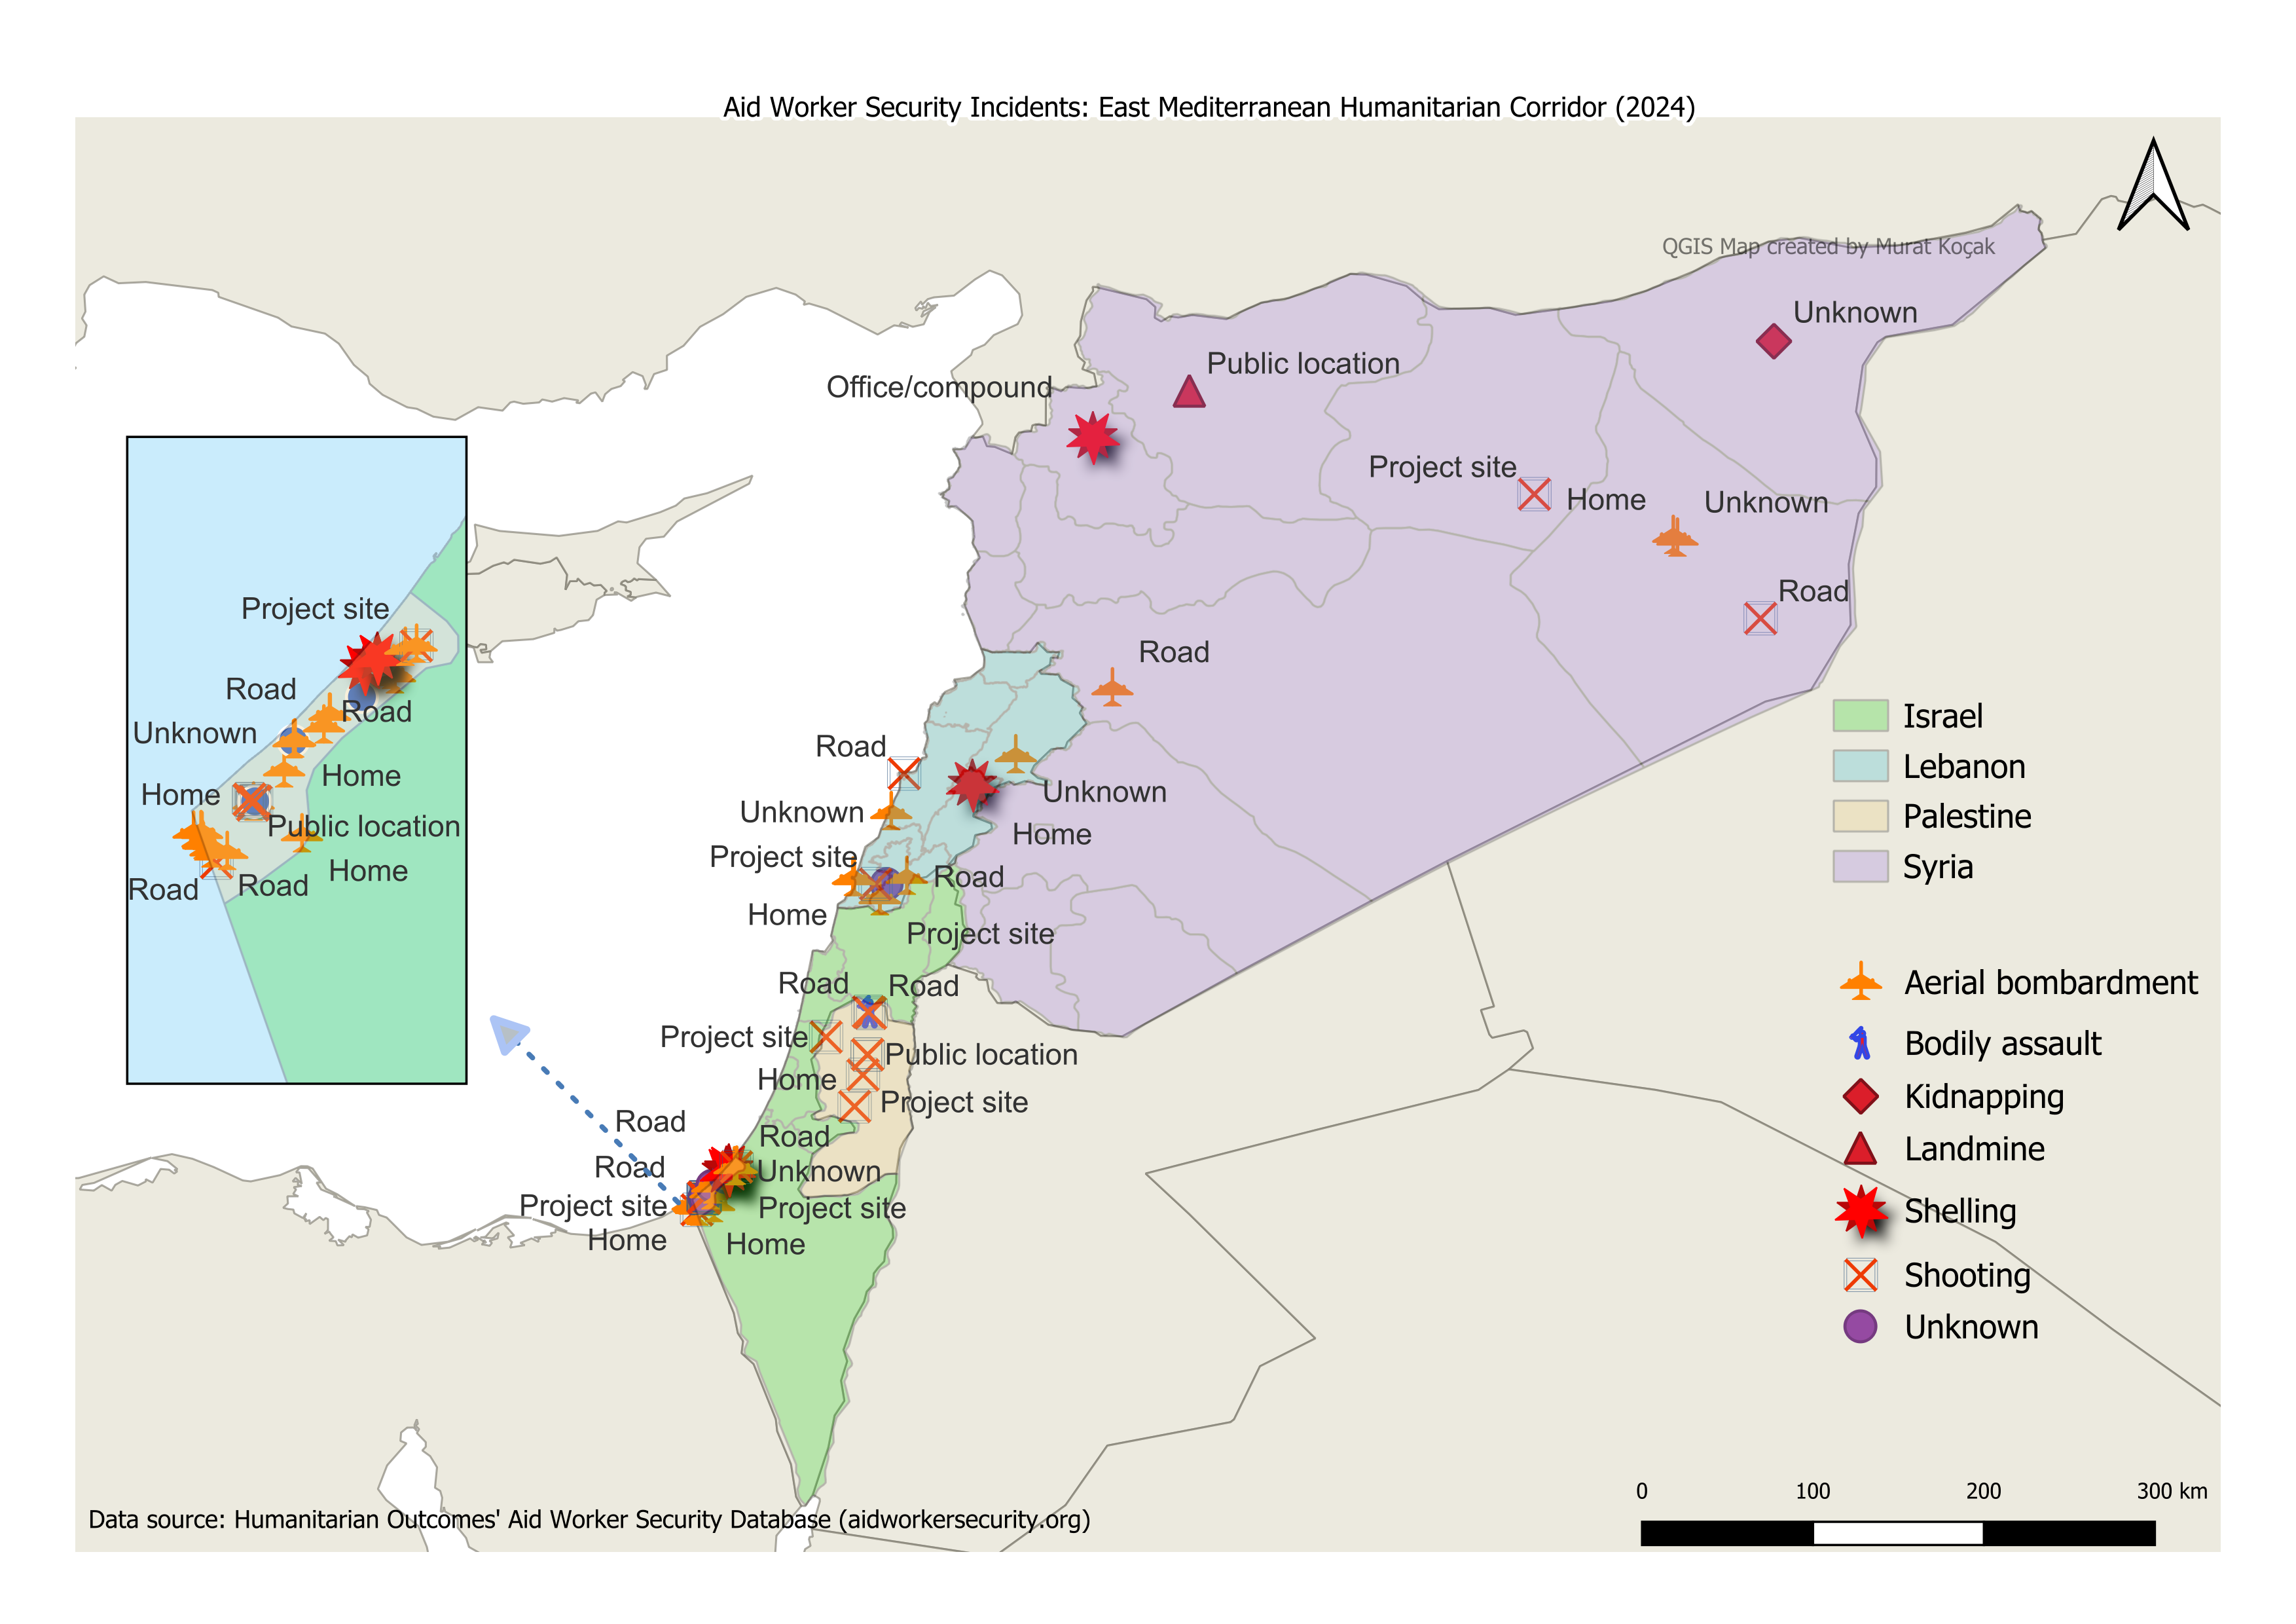 Aid Worker Security Incidents: East Mediterranean Humanitarian Corridor (2024)
QGIS Map created by Murat Koçak
Unknown
Public location
Office/compound
Project site
Home
Unknown
Road
Road
Road
Unknown
Unknown
Home
Project site
Road
Home
Project site
Road
Road
Project site
Public location
Home
Project site
Road
Road
Road
Unknown
Project site
Project site
Home
Home
Project site
Road
Road
Unknown
Home
Home
Public location
Home
Road
Road
Israel
Lebanon
Palestine
Syria
Aerial bombardment
Bodily assault
Kidnapping
Landmine
Shelling
Shooting
Unknown
0 100 200 300 km
Data source: Humanitarian Outcomes' Aid Worker Security Database (aidworkersecurity.org)